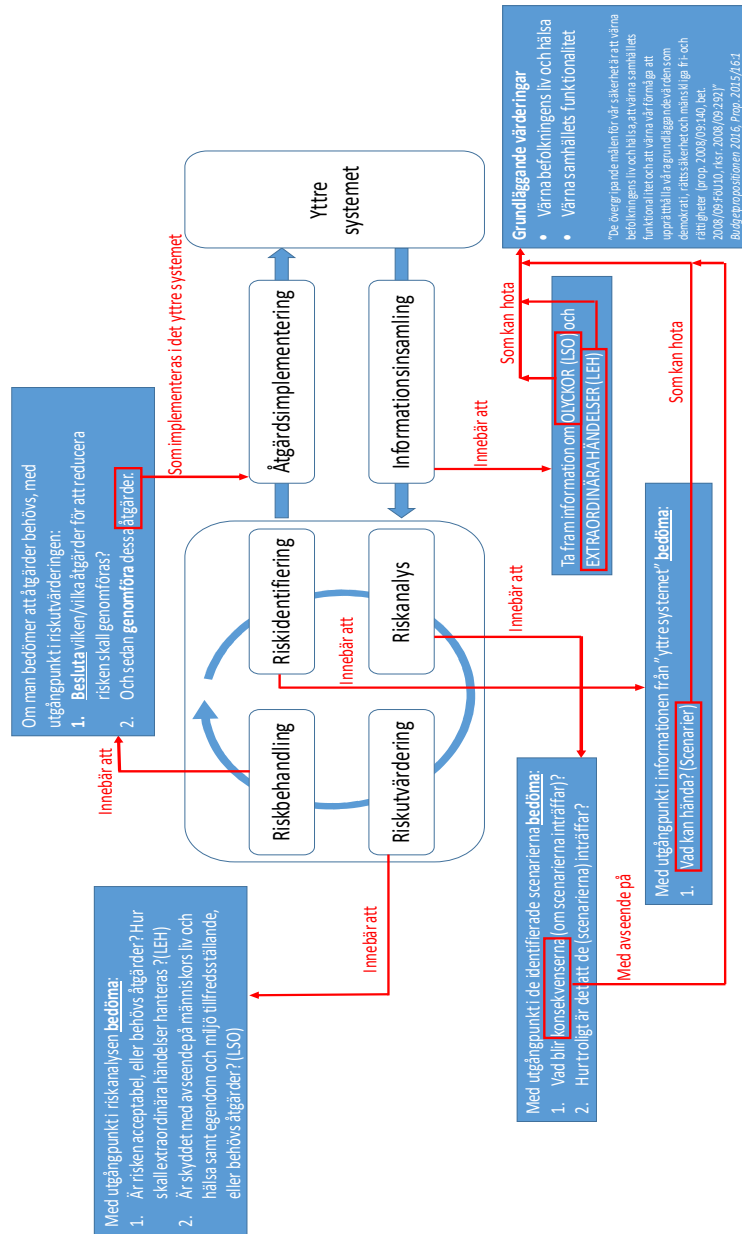 Med utgångpunkt i riskanalysen bedöma:
1. Är risken acceptabel, eller behövs åtgärder? Hur
skall extraordinära händelser hanteras ?(LEH)
2. Är skyddet med avseende på människors liv och
hälsa samt egendom och miljö tillfredsställande,
eller behövs åtgärder? (LSO)
Om man bedömer att åtgärder behövs, med
utgångpunkt i riskutvärderingen:
1. Besluta vilken/vilka åtgärder för att reducera
risken skall genomföras?
2. Och sedan genomföra dessa åtgärder.
Innebär att
Som implementeras i det yttre systemet
Riskbehandling
Riskidentifiering
Åtgärdsimplementering
Yttre
systemet
Riskutvärdering
Riskanalys
Informationsinsamling
Innebär att
Innebär att
Innebär att
Innebär att
Med utgångpunkt i de identifierade scenarierna bedöma:
1. Vad blir konsekvenserna (om scenarierna inträffar)?
2. Hur troligt är det att de (scenarierna) inträffar?
Med avseende på
Med utgångpunkt i informationen från "yttre systemet" bedöma:
1. Vad kan hända? (Scenarier)
Som kan hota
Ta fram information om OLYCKOR (LSO) och
EXTRAORDINÄRA HÄNDELSER (LEH)
Som kan hota
Grundläggande värderingar
• Värna befolkningens liv och hälsa
• Värna samhällets funktionalitet
"De övergripande målen för vår säkerhet är att värna
befolkningens liv och hälsa, att värna samhällets
funktionalitet och att värna vår förmåga att
upprätthålla våra grundläggande värden som
demokrati, rättssäkerhet och mänskliga fri- och
rättigheter (prop. 2008/09:140, bet.
2008/09:FöU10, rksr. 2008/09:292)"
Budgetpropositionen 2016, Prop. 2015/16:1